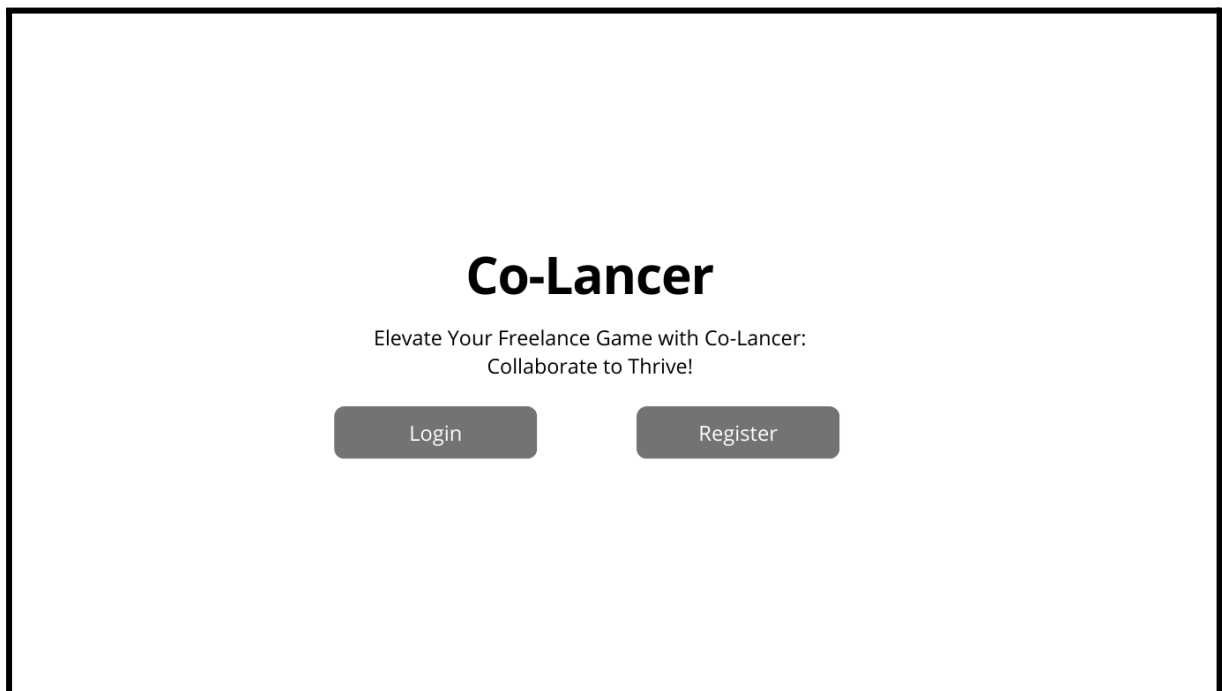 Co-Lancer
Elevate Your Freelance Game with Co-Lancer:
Collaborate to Thrive!
Login
Register